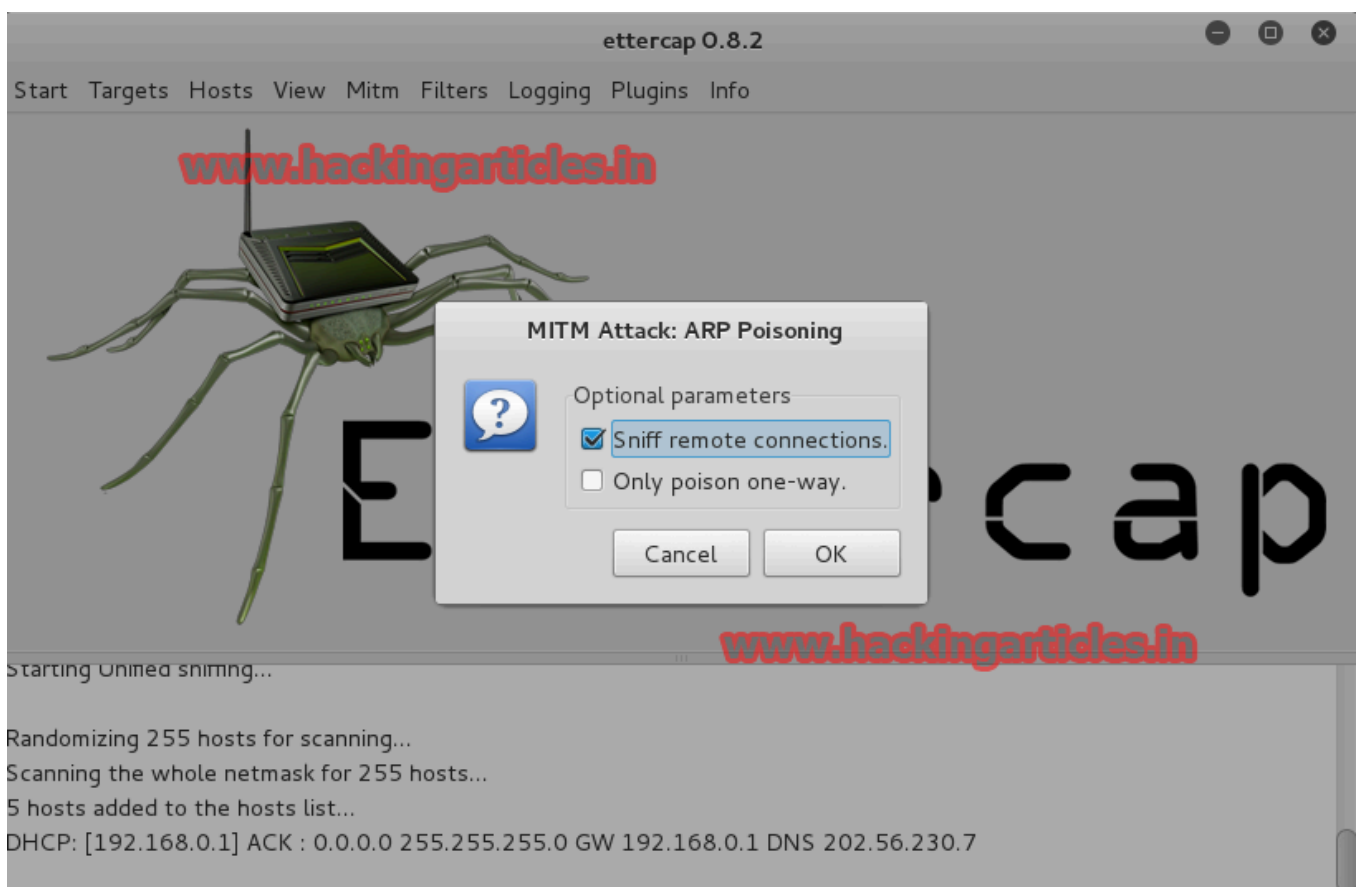 ettercap 0.8.2
Start Targets Hosts View Mitm Filters Logging Plugins Info
www.hackingarticles.in
MITM Attack: ARP Poisoning
Optional parameters
Sniff remote connections.
Only poison one-way.
Cancel OK
E cap
www.hackingarticles.in
Starting Unified sniffing...
Randomizing 255 hosts for scanning...
Scanning the whole netmask for 255 hosts...
5 hosts added to the hosts list...
DHCP: [192.168.0.1] ACK : 0.0.0.0 255.255.255.0 GW 192.168.0.1 DNS 202.56.230.7